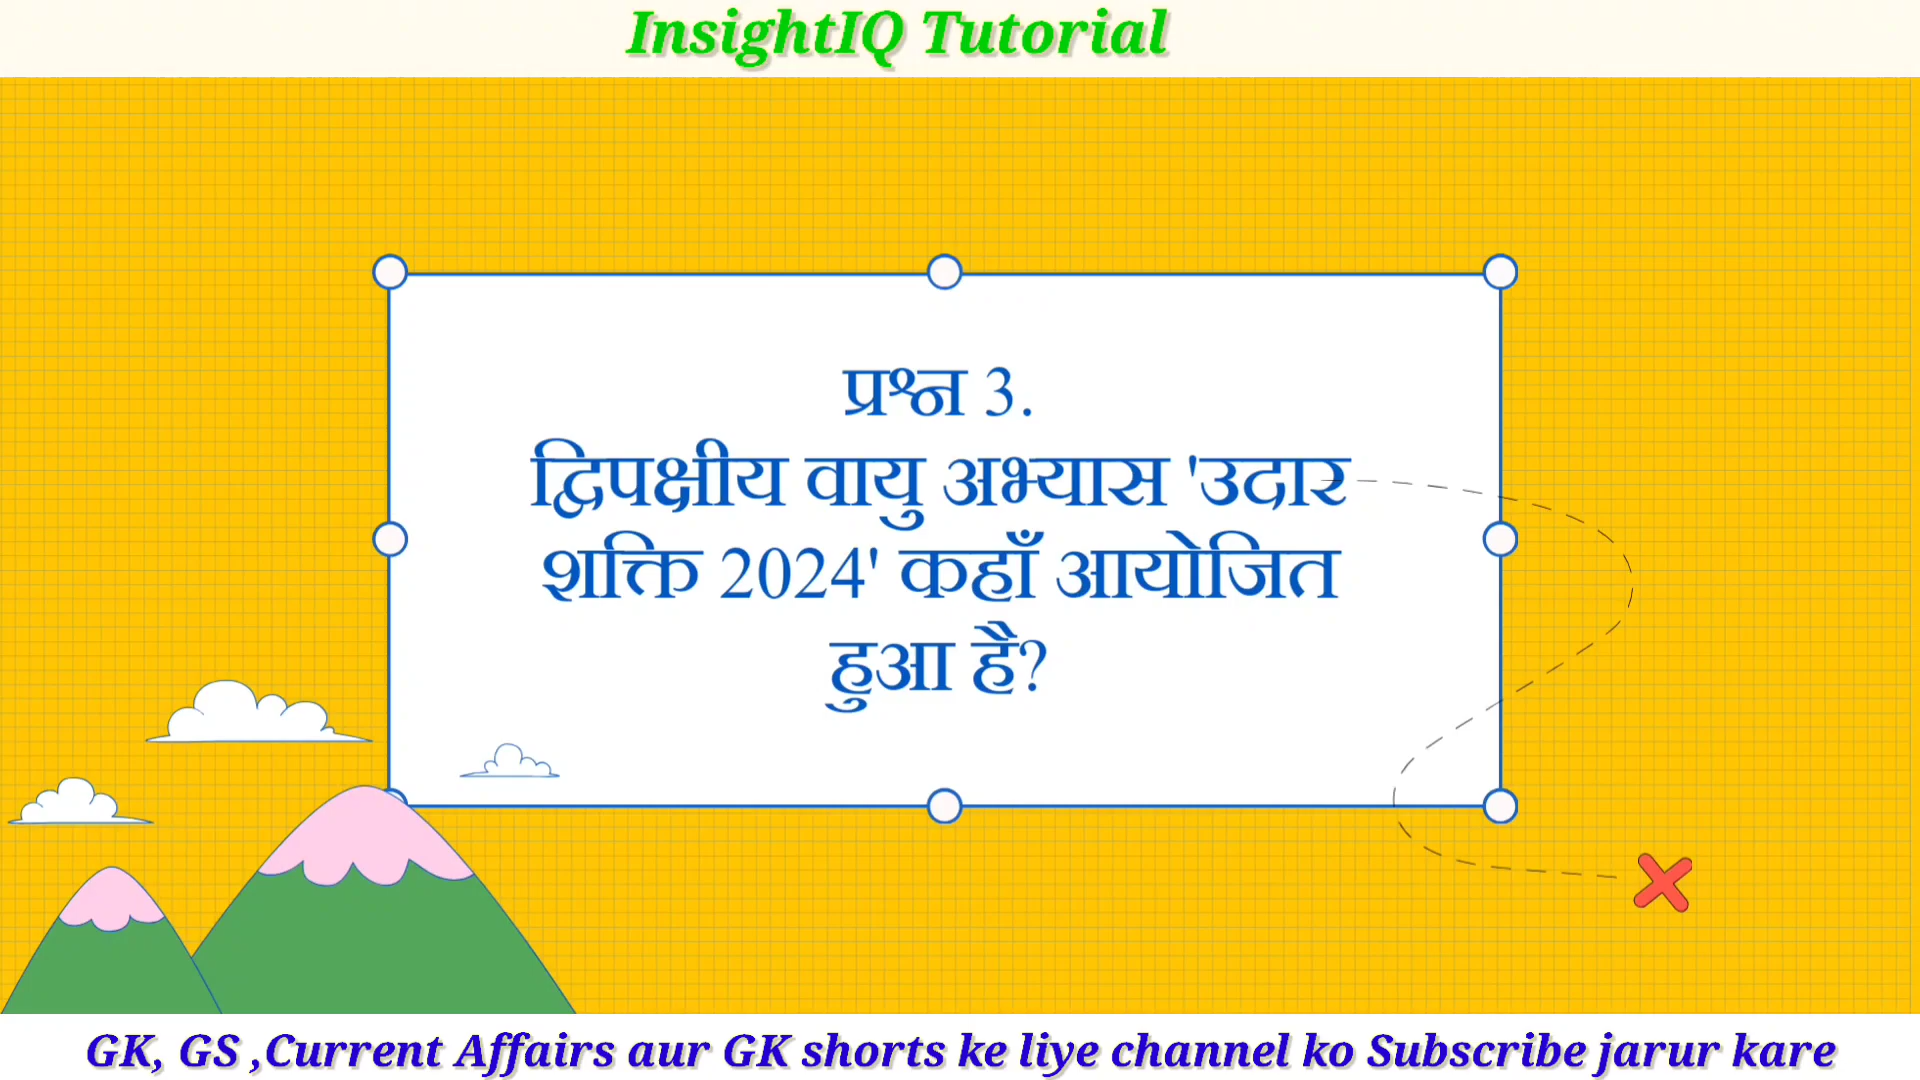 InsightIQ Tutorial
प्रश्न 3.
द्विपक्षीय वायु अभ्यास 'उदार
शक्ति 2024' कहाँ आयोजित
हुआ है?
GK, GS ,Current Affairs aur GK shorts ke liye channel ko Subscribe jarur kare